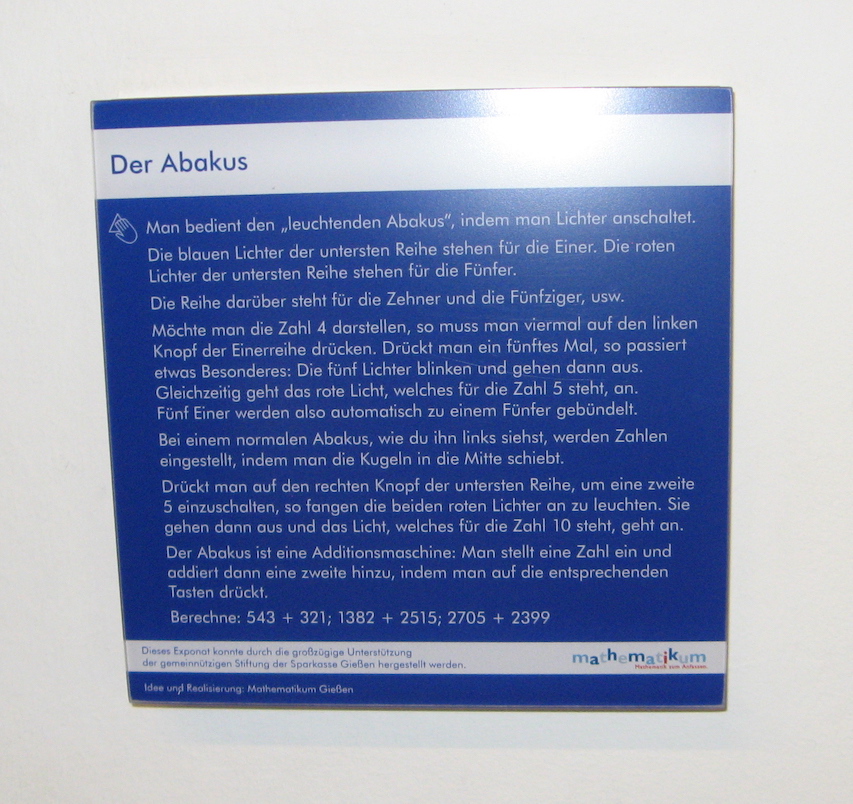 Der Abakus
Man bedient den „leuchtenden Abakus“, indem man Lichter anschaltet.
Die blauen Lichter der untersten Reihe stehen für die Einer. Die roten
Lichter der untersten Reihe stehen für die Fünfer.
Die Reihe darüber steht für die Zehner und die Fünfziger, usw.
Möchte man die Zahl 4 darstellen, so muss man viermal auf den linken
Knopf der Einerreihe drücken. Drückt man ein fünftes Mal, so passiert
etwas Besonderes: Die fünf Lichter blinken und gehen dann aus.
Gleichzeitig geht das rote Licht, welches für die Zahl 5 steht, an.
Fünf Einer werden also automatisch zu einem Fünfer gebündelt.
Bei einem normalen Abakus, wie du ihn links siehst, werden Zahlen
eingestellt, indem man die Kugeln in die Mitte schiebt.
Drückt man auf den rechten Knopf der untersten Reihe, um eine zweite
5 einzuschalten, so fangen die beiden roten Lichter an zu leuchten. Sie
gehen dann aus und das Licht, welches für die Zahl 10 steht, geht an.
Der Abakus ist eine Additionsmaschine: Man stellt eine Zahl ein und
addiert dann eine zweite hinzu, indem man auf die entsprechenden
Tasten drückt.
Berechne: 543 + 321; 1382 + 2515; 2705 + 2399
Dieses Exponat konnte durch die großzügige Unterstützung
der gemeinnützigen Stiftung der Sparkasse Gießen hergestellt werden.
mathematikum
Mathematik zum Anfassen.
Idee und Realisierung: Mathematikum Gießen